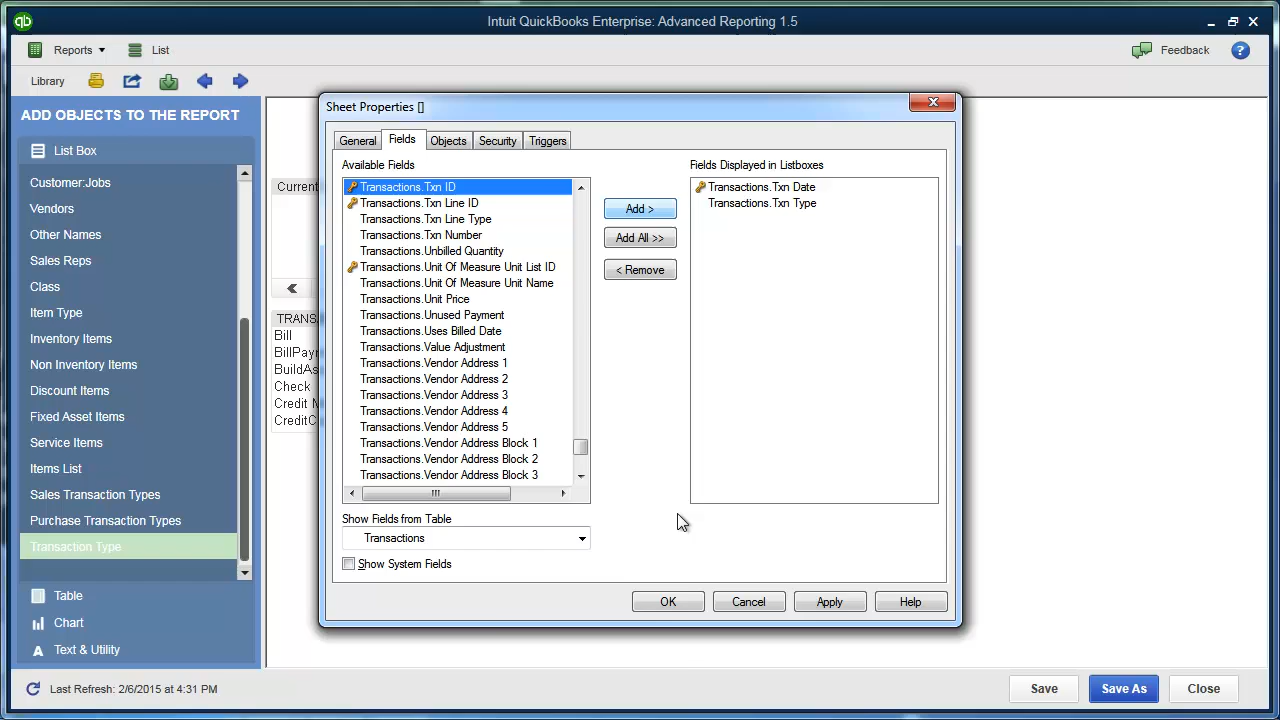 qb
Intuit QuickBooks Enterprise: Advanced Reporting 1.5
Reports
List
Feedback
?
Library
ADD OBJECTS TO THE REPORT
List Box
Customer:Jobs
Vendors
Other Names
Sales Reps
Class
Item Type
Inventory Items
Non Inventory Items
Discount Items
Fixed Asset Items
Service Items
Items List
Sales Transaction Types
Purchase Transaction Types
Transaction Type
Table
Chart
A Text & Utility
Current
TRANS
Bill
BillPay
BuildAs
Check
Credit
CreditC
Sheet Properties []
General
Fields
Objects
Security
Triggers
Available Fields
Transactions.Txn ID
Transactions.Txn Line ID
Transactions.Txn Line Type
Transactions.Txn Number
Transactions.Unbilled Quantity
Transactions.Unit Of Measure Unit List ID
Transactions.Unit Of Measure Unit Name
Transactions.Unit Price
Transactions.Unused Payment
Transactions.Uses Billed Date
Transactions.Value Adjustment
Transactions.Vendor Address 1
Transactions.Vendor Address 2
Transactions.Vendor Address 3
Transactions.Vendor Address 4
Transactions.Vendor Address 5
Transactions.Vendor Address Block 1
Transactions.Vendor Address Block 2
Transactions.Vendor Address Block 3
Add >
Add All >>
< Remove
Fields Displayed in Listboxes
Transactions.Txn Date
Transactions.Txn Type
Show Fields from Table
Transactions
Show System Fields
OK
Cancel
Apply
Help
Last Refresh: 2/6/2015 at 4:31 PM
Save
Save As
Close